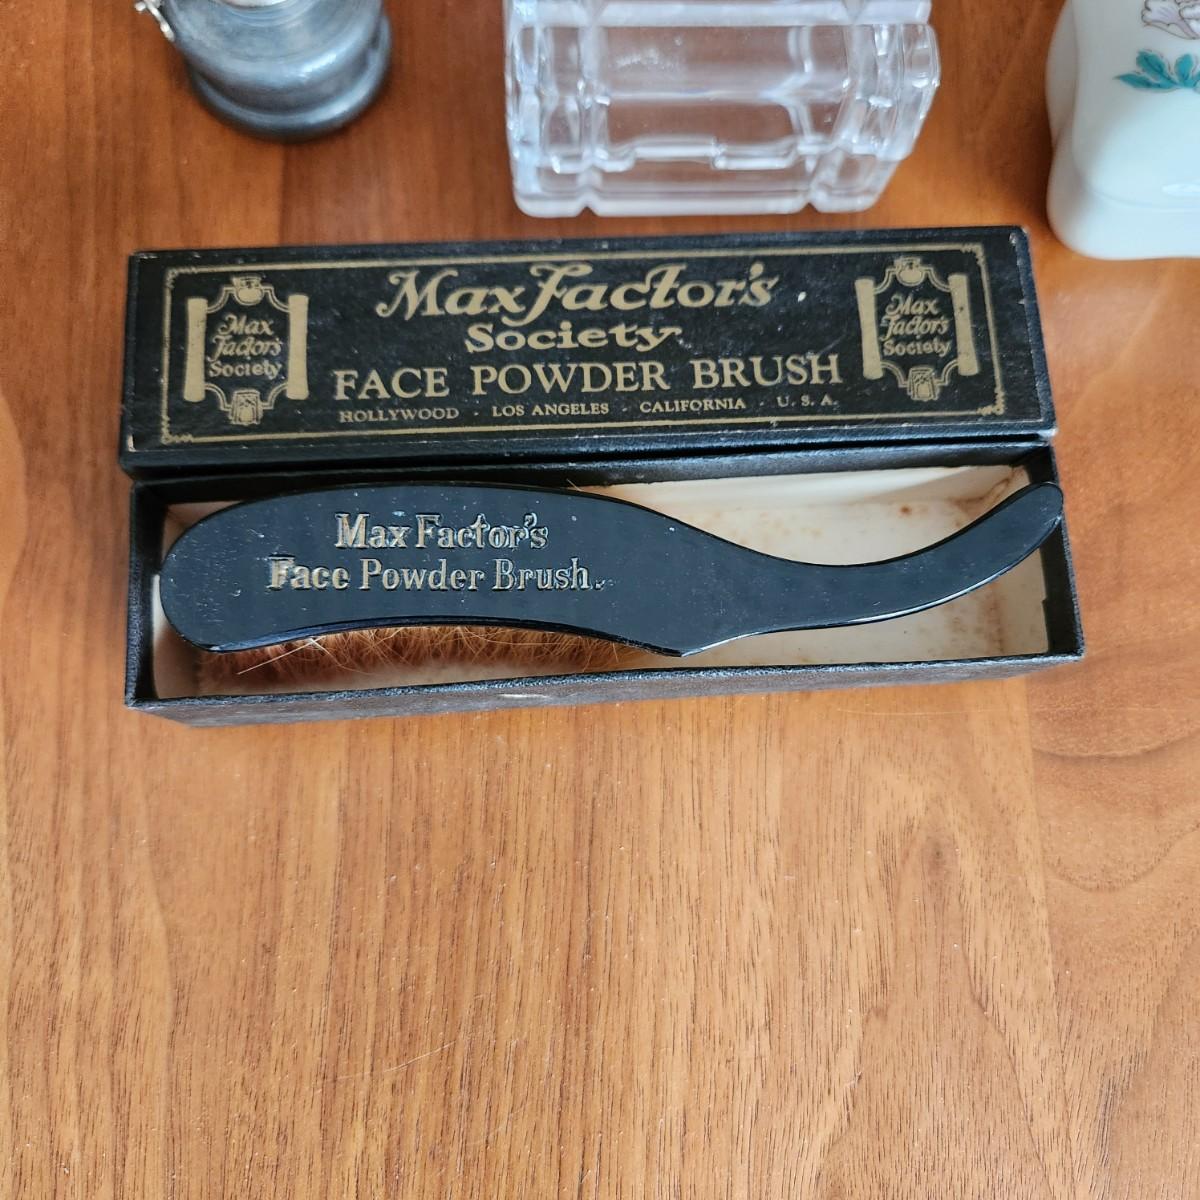 Max Factor's
Society
FACE POWDER BRUSH
HOLLYWOOD · LOS ANGELES · CALIFORNIA · U. S. A.
Max
Factor's
Society
Max
Factor's
Society
Max Factor's
Face Powder Brush.